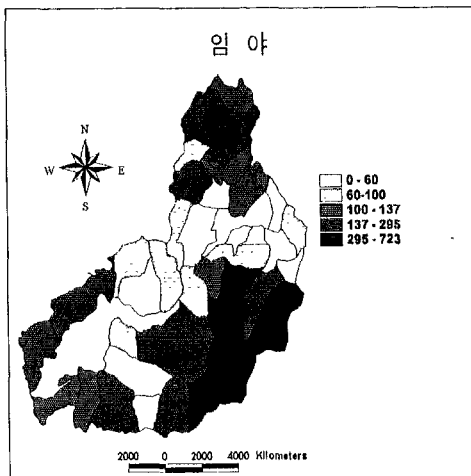 임 야
N
W E
S
0 - 60
60-100
100 - 137
137 - 295
295 - 723
2000 0 2000 4000 Kilometers